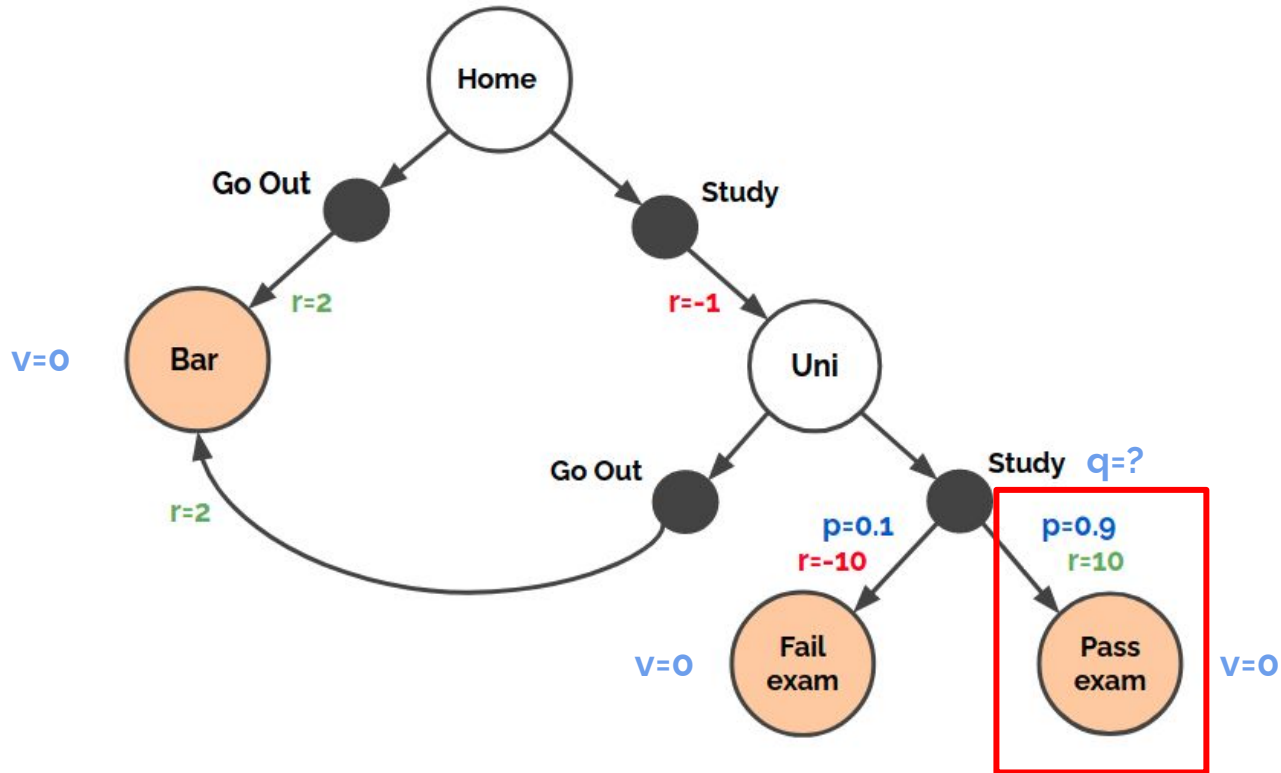 Home
Go Out
Study
r=2
r=-1
v=0
Bar
Uni
Go Out
Study
q=?
r=2
p=0.1
p=0.9
r=-10
r=10
v=0
Fail
exam
Pass
exam
v=0